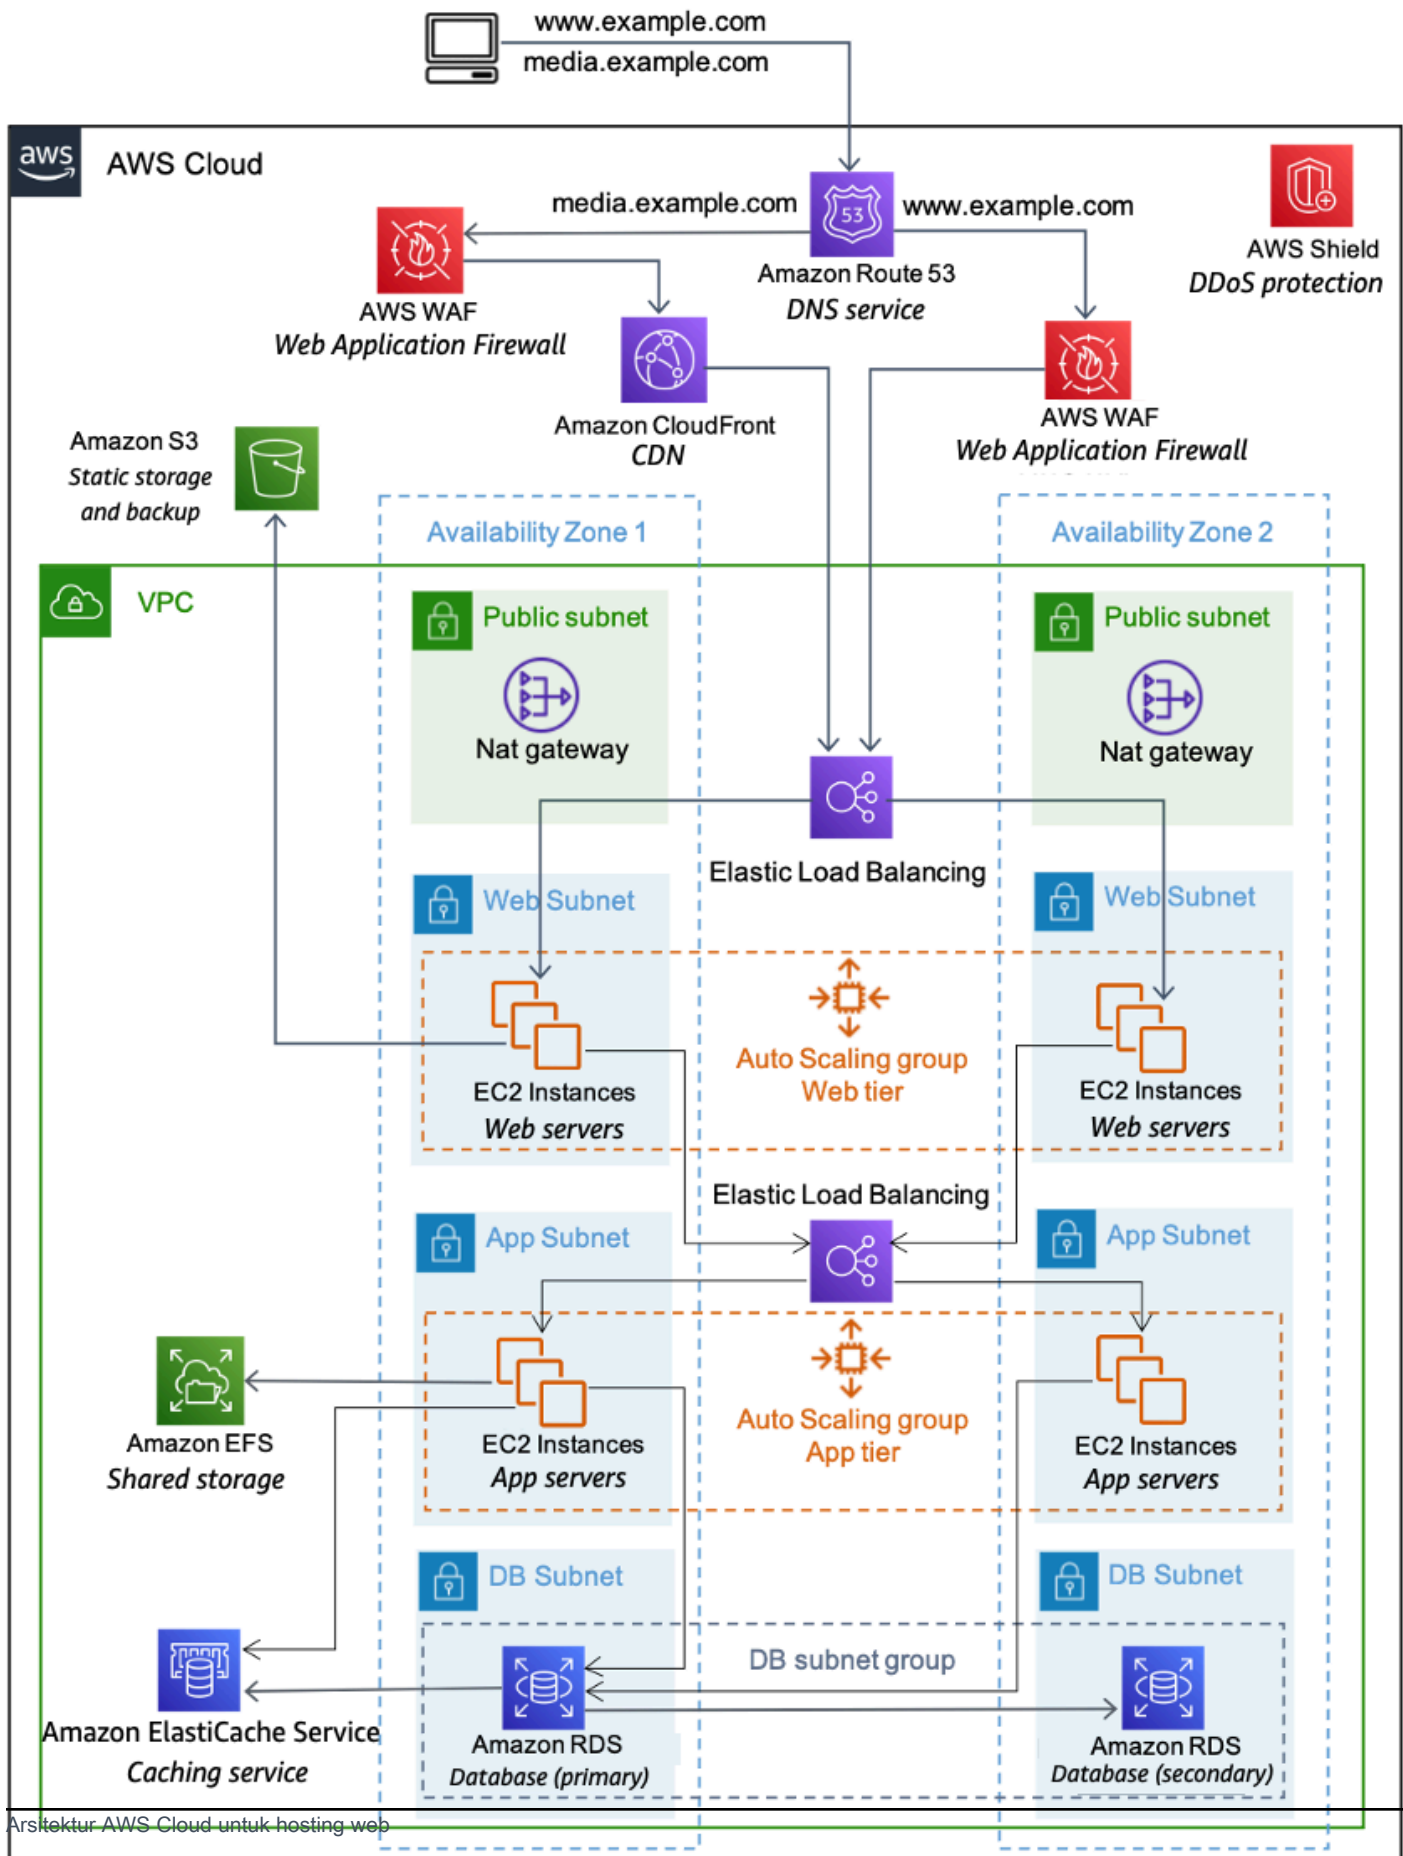 www.example.com
media.example.com
aws
AWS Cloud
media.example.com
53
www.example.com
Amazon Route 53
DNS service
AWS Shield
DDoS protection
AWS WAF
Web Application Firewall
Amazon CloudFront
CDN
AWS WAF
Web Application Firewall
Amazon S3
Static storage
and backup
Availability Zone 1
Availability Zone 2
VPC
Public subnet
Nat gateway
Public subnet
Nat gateway
Elastic Load Balancing
Web Subnet
Web Subnet
EC2 Instances
Web servers
Auto Scaling group
Web tier
EC2 Instances
Web servers
Elastic Load Balancing
App Subnet
App Subnet
Amazon EFS
Shared storage
EC2 Instances
App servers
Auto Scaling group
App tier
EC2 Instances
App servers
DB Subnet
DB Subnet
DB subnet group
Amazon ElastiCache Service
Caching service
Amazon RDS
Database (primary)
Amazon RDS
Database (secondary)
Arsitektur AWS Cloud untuk hosting web